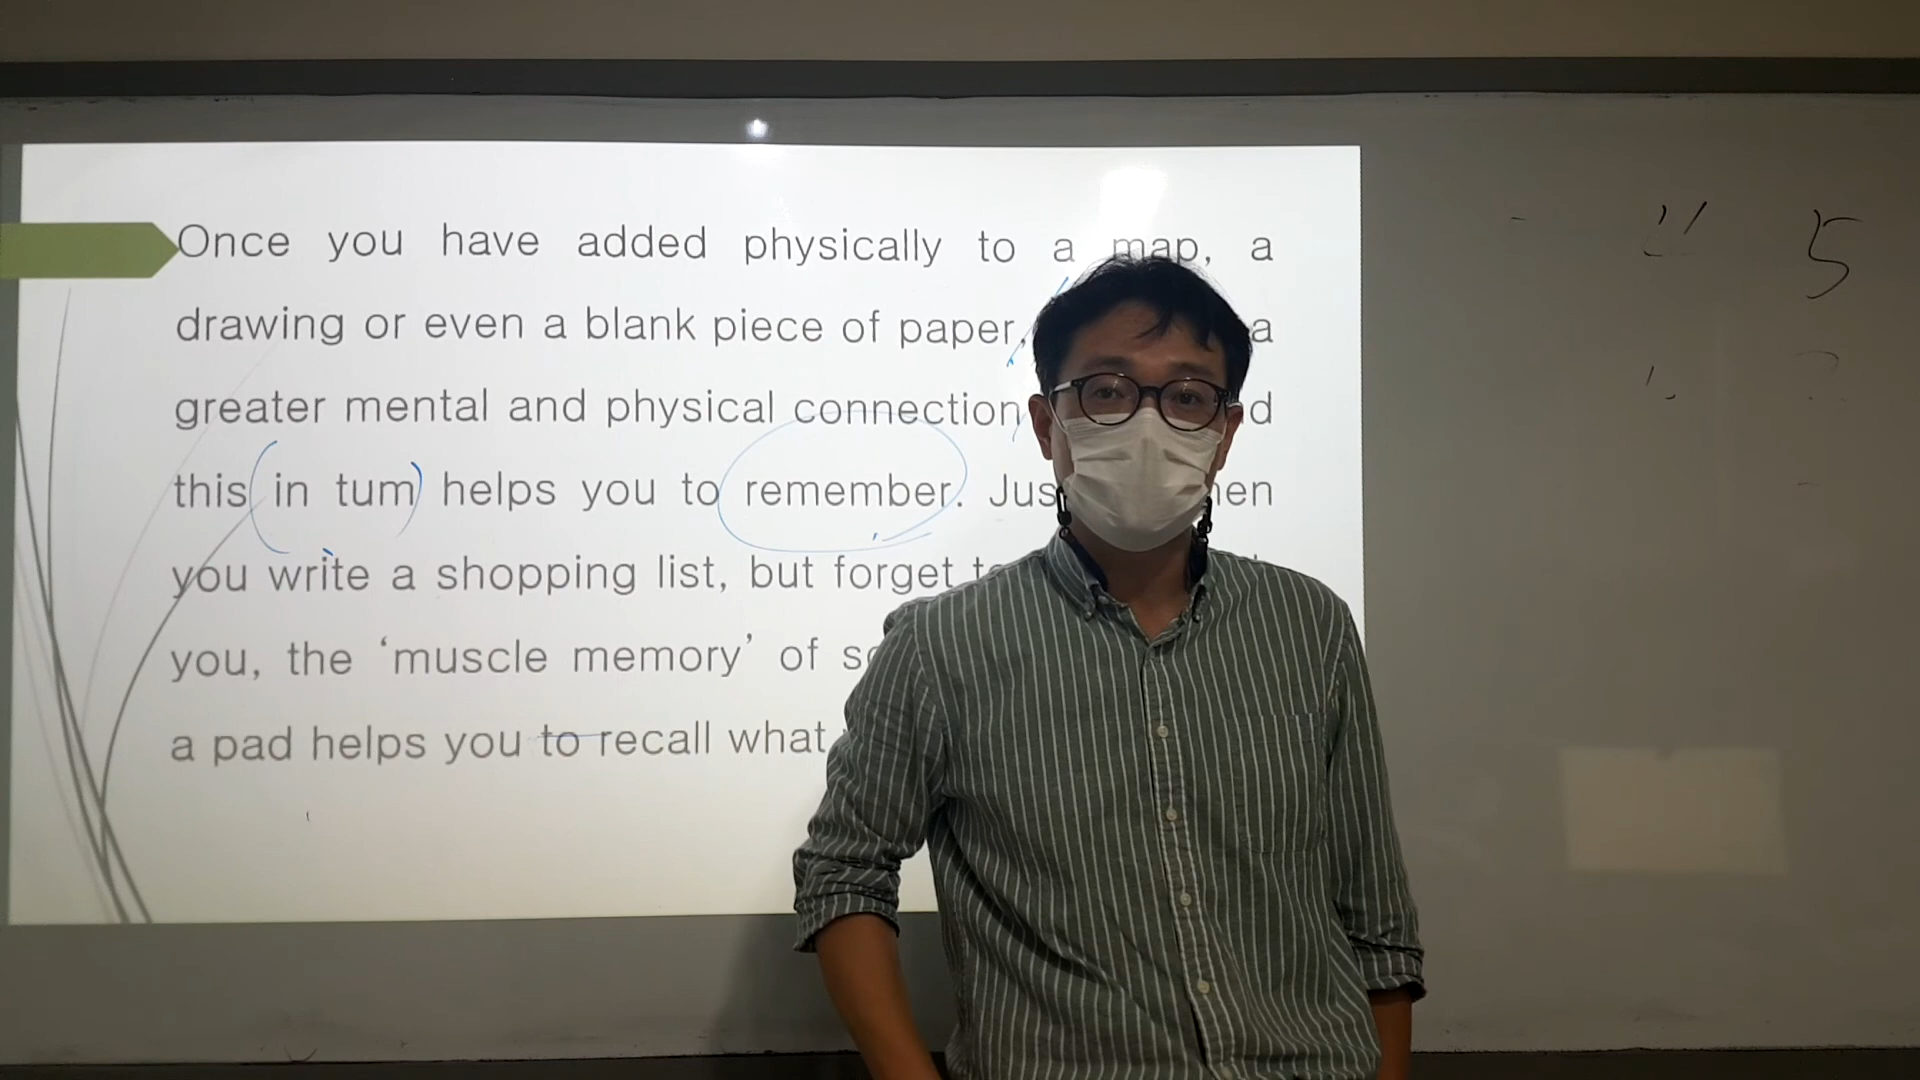 Once you have added physically to a map, a
drawing or even a blank piece of paper, a
greater mental and physical connection
this in tum helps you to remember.
you write a shopping list, but forget
you, the ‘muscle memory’ of
a pad helps you to recall what
5